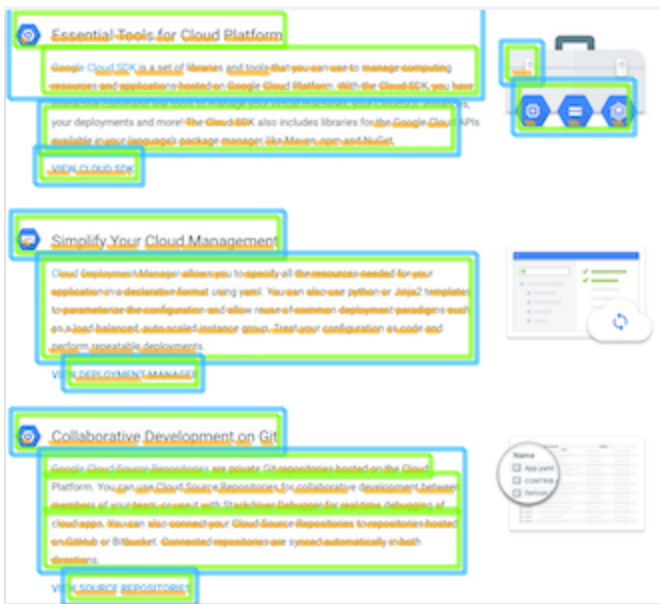 Essential Tools for Cloud Platform
Google Cloud SDK is a set of libraries and tools that you can use to manage computing
resources and applications hosted on Google Cloud Platform. With the Cloud SDK, you have
your deployments and more! The Cloud SDK also includes libraries for the Google Cloud APIs
available in your language's package manager, like Maven, npm and NuGet.
VIEW CLOUD SDK
Simplify Your Cloud Management
Cloud Deployment Manager allows you to specify all the resources needed for your
application in a declarative format using yaml. You can also use python or Jinja2 templates
to parameterize the configuration and allow reuse of common deployment paradigms such
as a load balanced, auto-scaled instance group. Treat your configuration as code and
perform repeatable deployments.
VIEW DEPLOYMENT MANAGER
Collaborative Development on Git
Name
App.yaml
CONTRIB
Google Cloud Source Repositories are private Git repositories hosted on the Cloud
Platform. You can use Cloud Source Repositories for collaborative development between
members of your team, or use it with Stackdriver Debugger for real-time debugging of
cloud apps. You can also connect your Cloud Source Repositories to repositories hosted
on GitHub or Bitbucket. Connected repositories are synced automatically in both
directions.
VIEW SOURCE REPOSITORIES